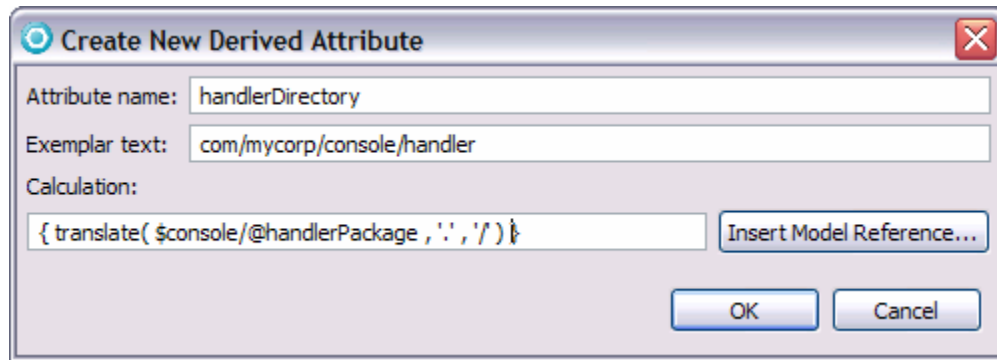 Create New Derived Attribute
Attribute name: handlerDirectory
Exemplar text: com/mycorp/console/handler
Calculation:
{ translate( $console/@handlerPackage , '.' , '/' ) } Insert Model Reference...
OK Cancel